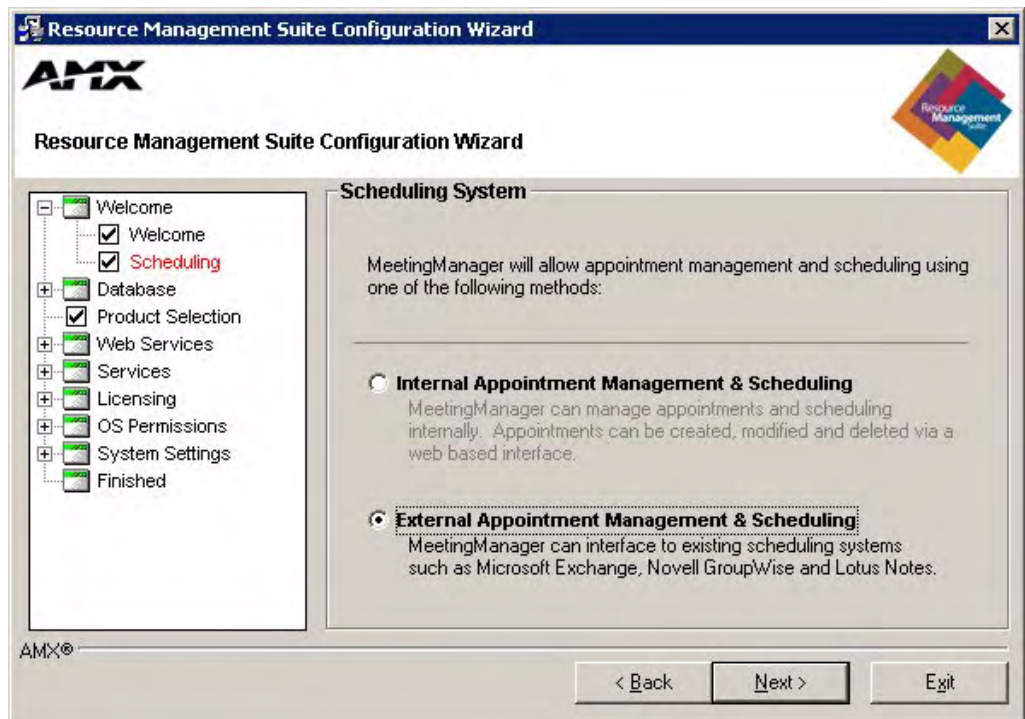 Resource Management Suite Configuration Wizard
AMX
Resource Management Suite
Resource Management Suite Configuration Wizard
Welcome
Welcome
Scheduling
Database
Product Selection
Web Services
Services
Licensing
OS Permissions
System Settings
Finished
Scheduling System
MeetingManager will allow appointment management and scheduling using
one of the following methods:
Internal Appointment Management & Scheduling
MeetingManager can manage appointments and scheduling
internally. Appointments can be created, modified and deleted via a
web based interface.
External Appointment Management & Scheduling
MeetingManager can interface to existing scheduling systems
such as Microsoft Exchange, Novell GroupWise and Lotus Notes.
AMX®
< Back
Next >
Exit